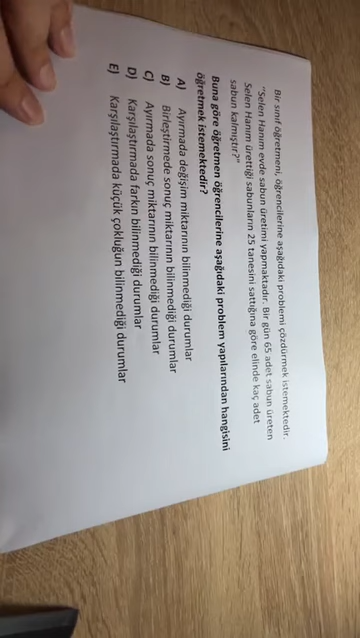 Bir sınıf öğretmeni, öğrencilerine aşağıdaki problemi çözdürmek istemektedir.
"Selen Hanım evde sabun üretimi yapmaktadır. Bir gün 65 adet sabun üreten
Selen Hanım ürettiği sabunların 25 tanesini sattığına göre elinde kaç adet
sabun kalmıştır?"
Buna göre öğretmen öğrencilerine aşağıdaki problem yapılarından hangisini
öğretmek istemektedir?
A) Ayırmada değişim miktarının bilinmediği durumlar
B) Birleştirmede sonuç miktarının bilinmediği durumlar
C) Ayırmada sonuç miktarının bilinmediği durumlar
D) Karşılaştırmada farkın bilinmediği durumlar
E) Karşılaştırmada küçük çokluğun bilinmediği durumlar